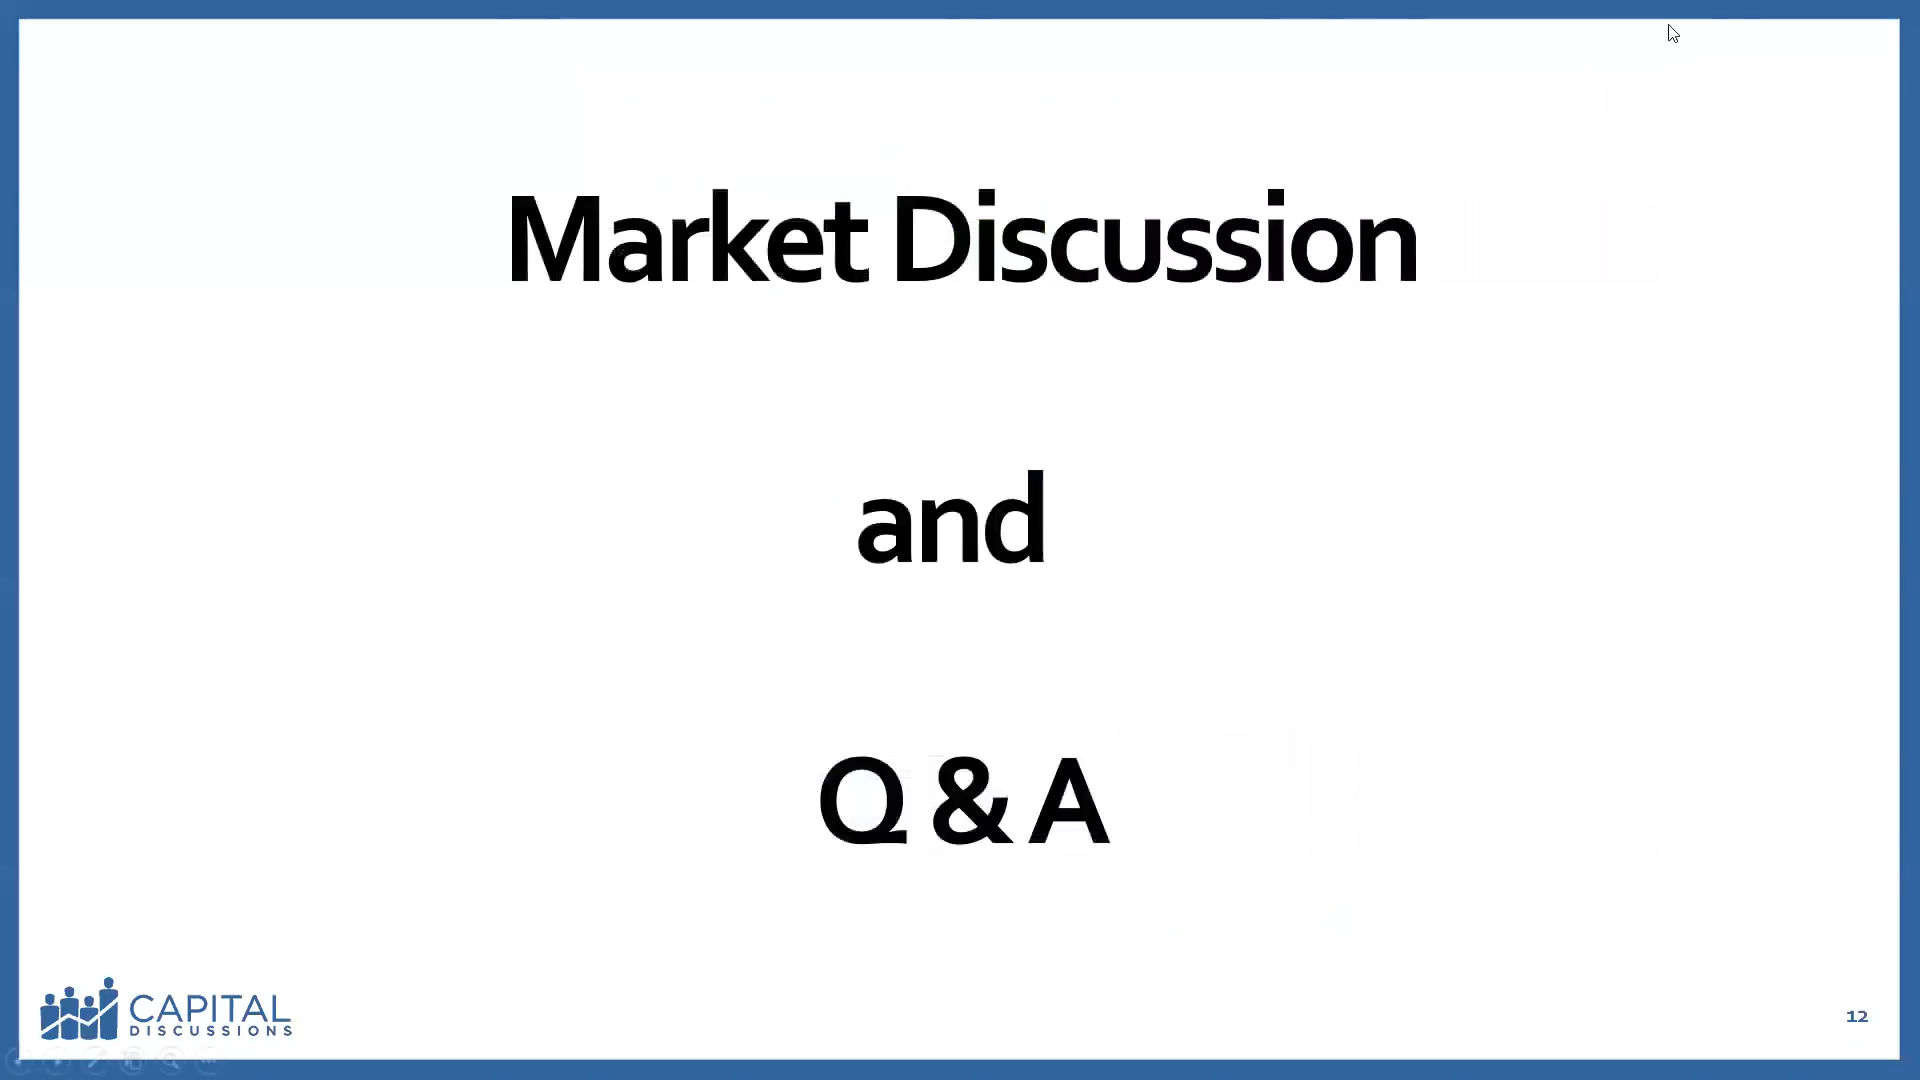 Market Discussion
and
Q & A
CAPITAL
DISCUSSIONS
12